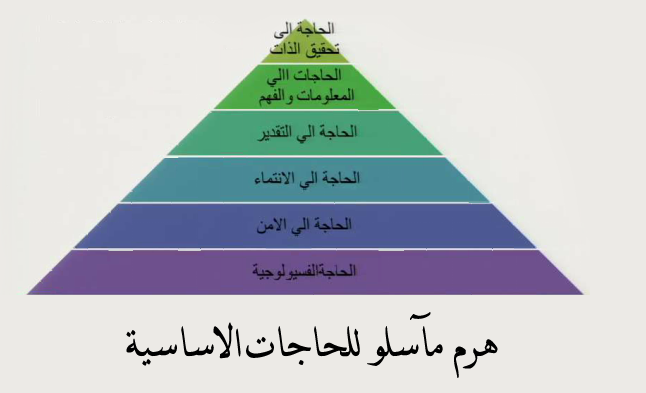 الحاجة الى
تحقيق الذات
الحاجات االي
المعلومات والفهم
الحاجة الي التقدير
الحاجة الي الانتماء
الحاجة الي الامن
الحاجةالفسيولوجية
هرم مآسلو للحاجات الاساسية